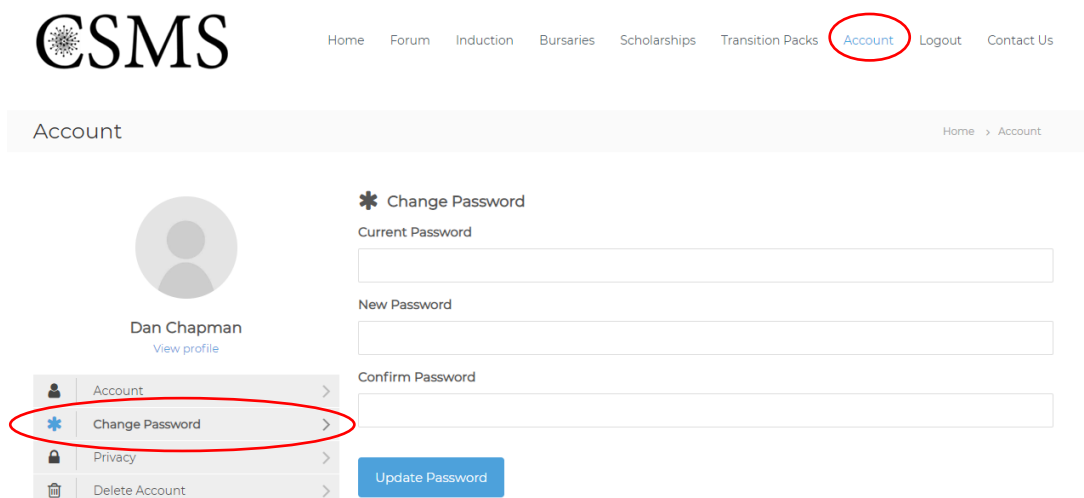 CSMS
Home Forum Induction Bursaries Scholarships Transition Packs Account Logout Contact Us
Account
Home > Account
Dan Chapman
View profile
Account
Change Password
Privacy
Delete Account
Change Password
Current Password
New Password
Confirm Password
Update Password